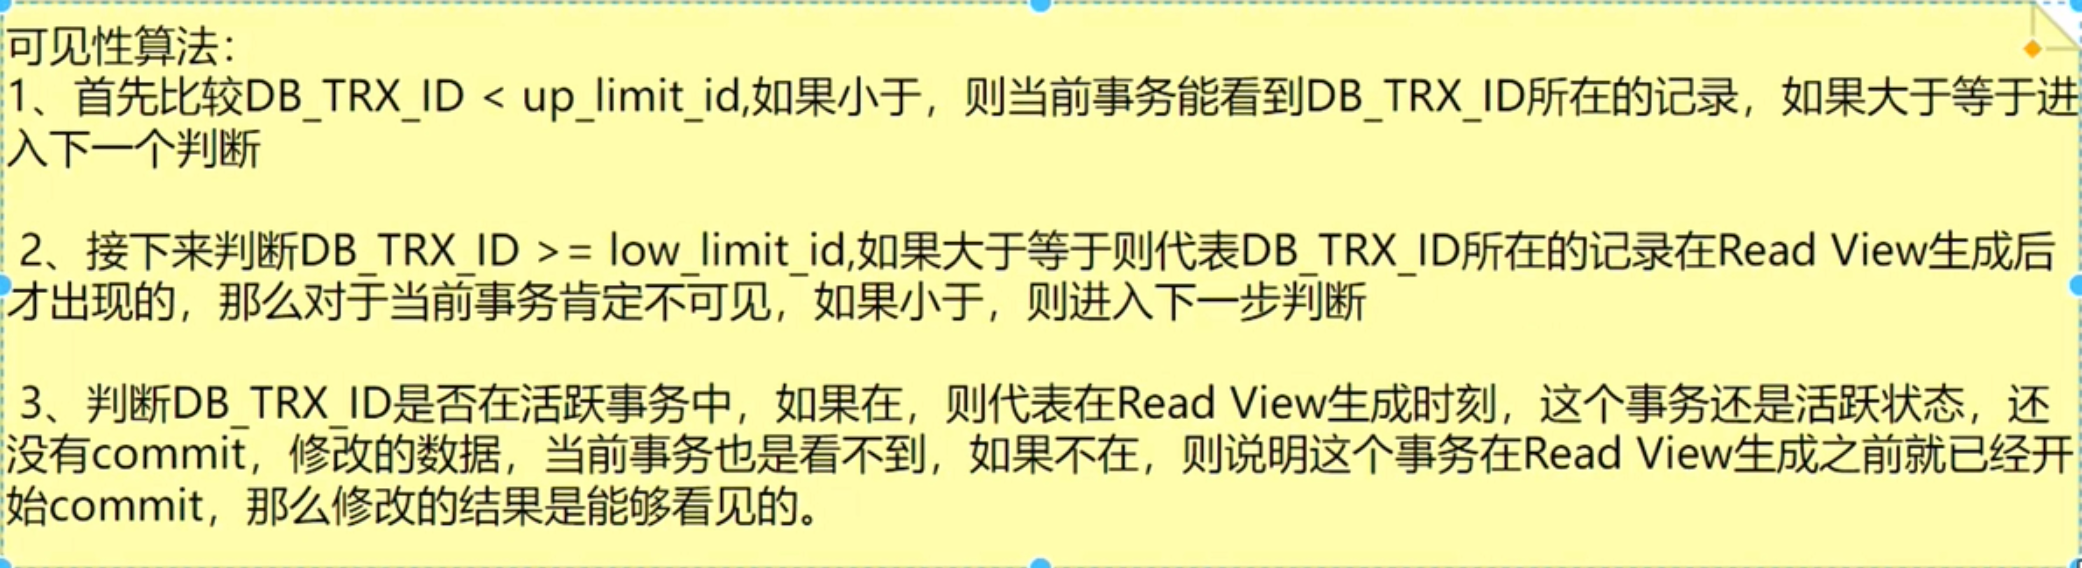 可见性算法：
1、首先比较DB_TRX_ID < up_limit_id,如果小于，则当前事务能看到DB_TRX_ID所在的记录，如果大于等于进
入下一个判断
2、接下来判断DB_TRX_ID >= low_limit_id,如果大于等于则代表DB_TRX_ID所在的记录在Read View生成后
才出现的，那么对于当前事务肯定不可见，如果小于，则进入下一步判断
3、判断DB_TRX_ID是否在活跃事务中，如果在，则代表在Read View生成时刻，这个事务还是活跃状态，还
没有commit，修改的数据，当前事务也是看不到，如果不在，则说明这个事务在Read View生成之前就已经开
始commit，那么修改的结果是能够看见的。